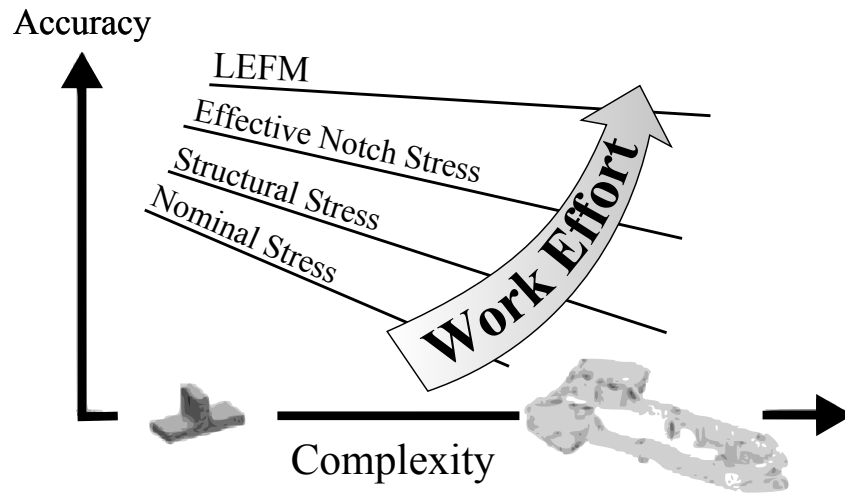 Accuracy
LEFM
Effective Notch Stress
Structural Stress
Nominal Stress
Work Effort
Complexity